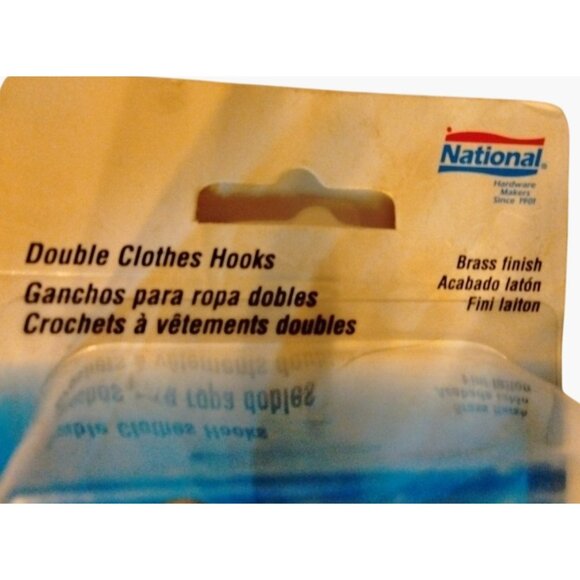 National®
Hardware
Makers
Since 1901
Double Clothes Hooks
Ganchos para ropa dobles
Crochets à vêtements doubles
Brass finish
Acabado latón
Fini laiton